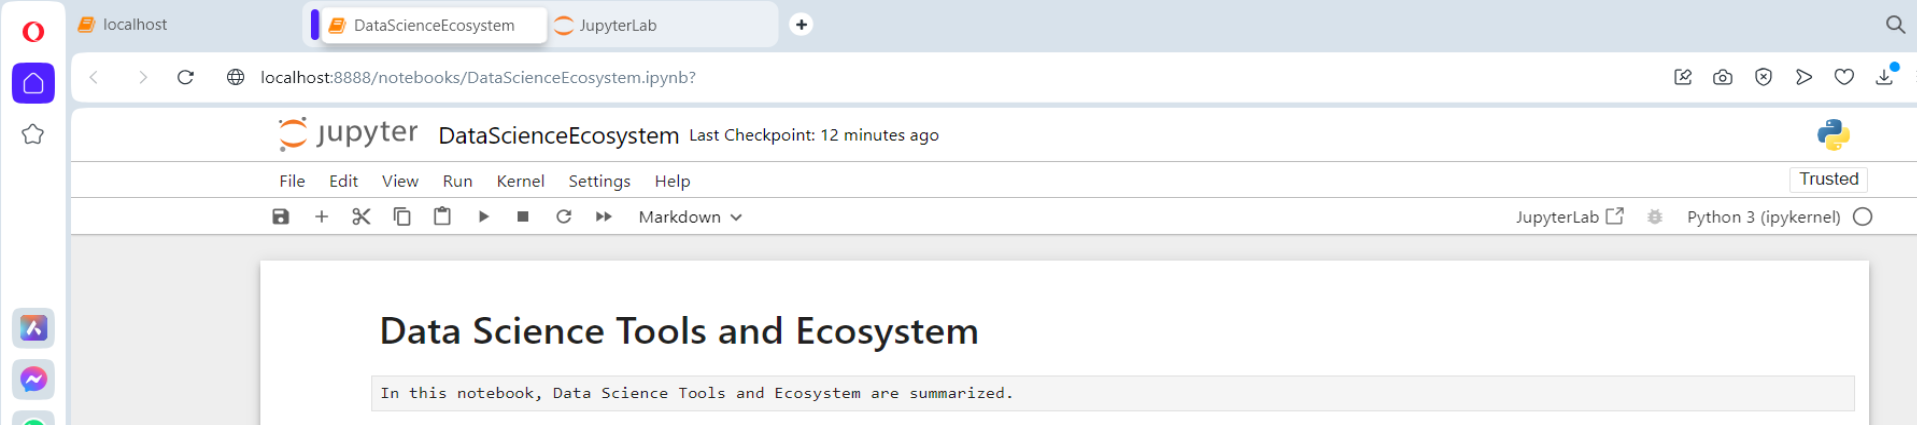 localhost DataScienceEcosystem JupyterLab
localhost:8888/notebooks/DataScienceEcosystem.ipynb?
jupyter DataScienceEcosystem Last Checkpoint: 12 minutes ago
File Edit View Run Kernel Settings Help Trusted
Markdown JupyterLab Python 3 (ipykernel)
Data Science Tools and Ecosystem
In this notebook, Data Science Tools and Ecosystem are summarized.